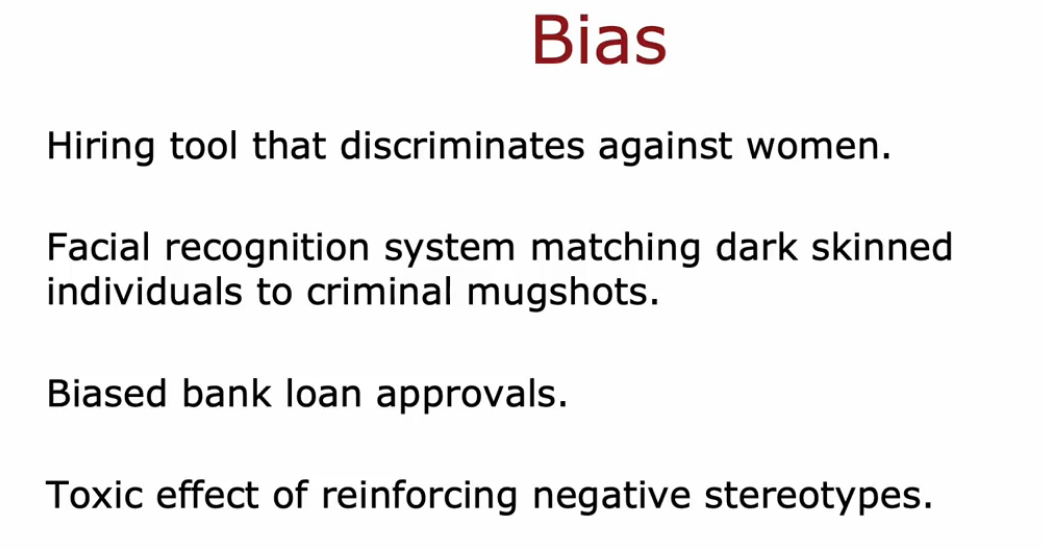 Bias
Hiring tool that discriminates against women.
Facial recognition system matching dark skinned
individuals to criminal mugshots.
Biased bank loan approvals.
Toxic effect of reinforcing negative stereotypes.